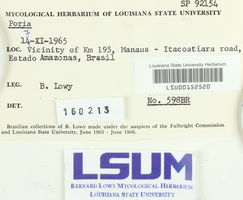 SP 92154
MYCOLOGICAL HERBARIUM OF LOUISIANA STATE UNIVERSITY
Poria
14-XI-1965
LOC. Vicinity of Km 195, Manaus - Itacoatiara road,
Estado Amazonas, Brasil
Louisiana State University Herbarium
LSU00152520
LEG. B. Lowy
DET. 160213 No. 598BR
Brazilian collections of B. Lowy made under the auspices of the Fulbright Commission
and Louisiana State University, June 1965 - June 1966.
LSUM
BERNARD LOWY MYCOLOGICAL HERBARIUM
LOUISIANA STATE UNIVERSITY